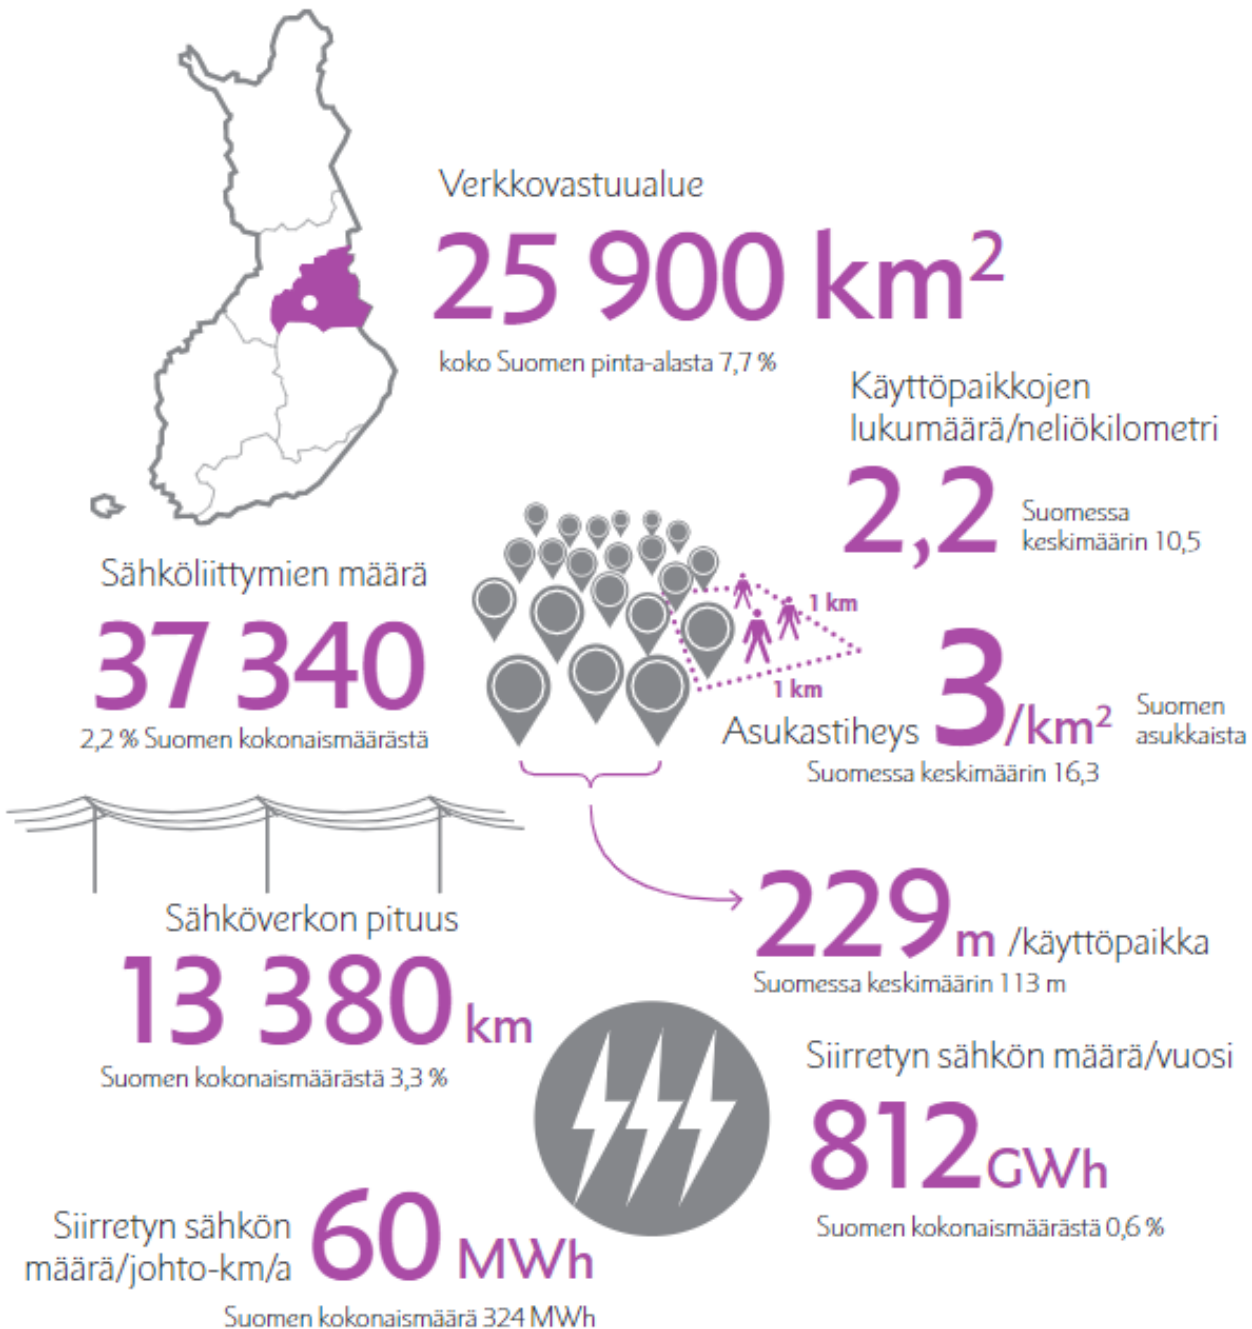 Verkkovastuualue
25 900 km²
koko Suomen pinta-alasta 7,7 %
Käyttöpaikkojen
lukumäärä/neliökilometri
2,2
Suomessa
keskimäärin 10,5
Sähköliittymien määrä
37 340
2,2 % Suomen kokonaismäärästä
1 km
1 km
Asukastiheys 3/km²
Suomen
asukkaista
Suomessa keskimäärin 16,3
229 m /käyttöpaikka
Suomessa keskimäärin 113 m
Sähköverkon pituus
13 380 km
Suomen kokonaismäärästä 3,3 %
Siirretyn sähkön määrä/vuosi
812 GWh
Suomen kokonaismäärästä 0,6 %
Siirretyn sähkön
määrä/johto-km/a
60 MWh
Suomen kokonaismäärä 324 MWh